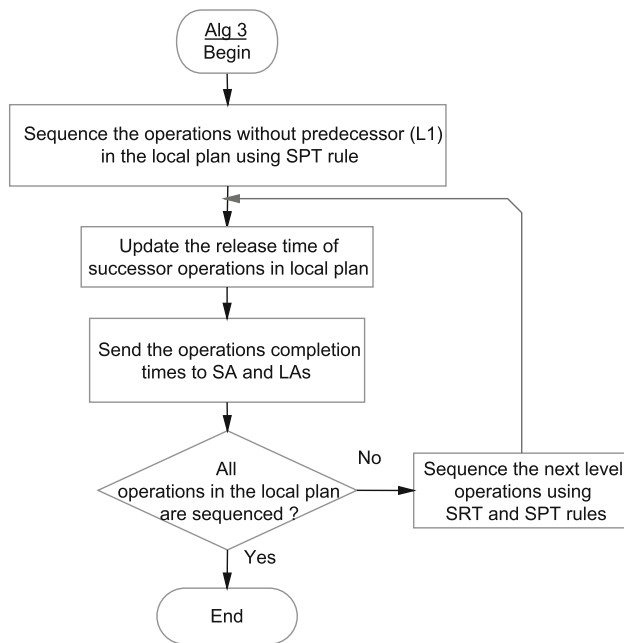 Alg 3
Begin
Sequence the operations without predecessor (L1)
in the local plan using SPT rule
Update the release time of
successor operations in local plan
Send the operations completion
times to SA and LAs
All
operations in the local plan
are sequenced ?
No
Sequence the next level
operations using
SRT and SPT rules
Yes
End